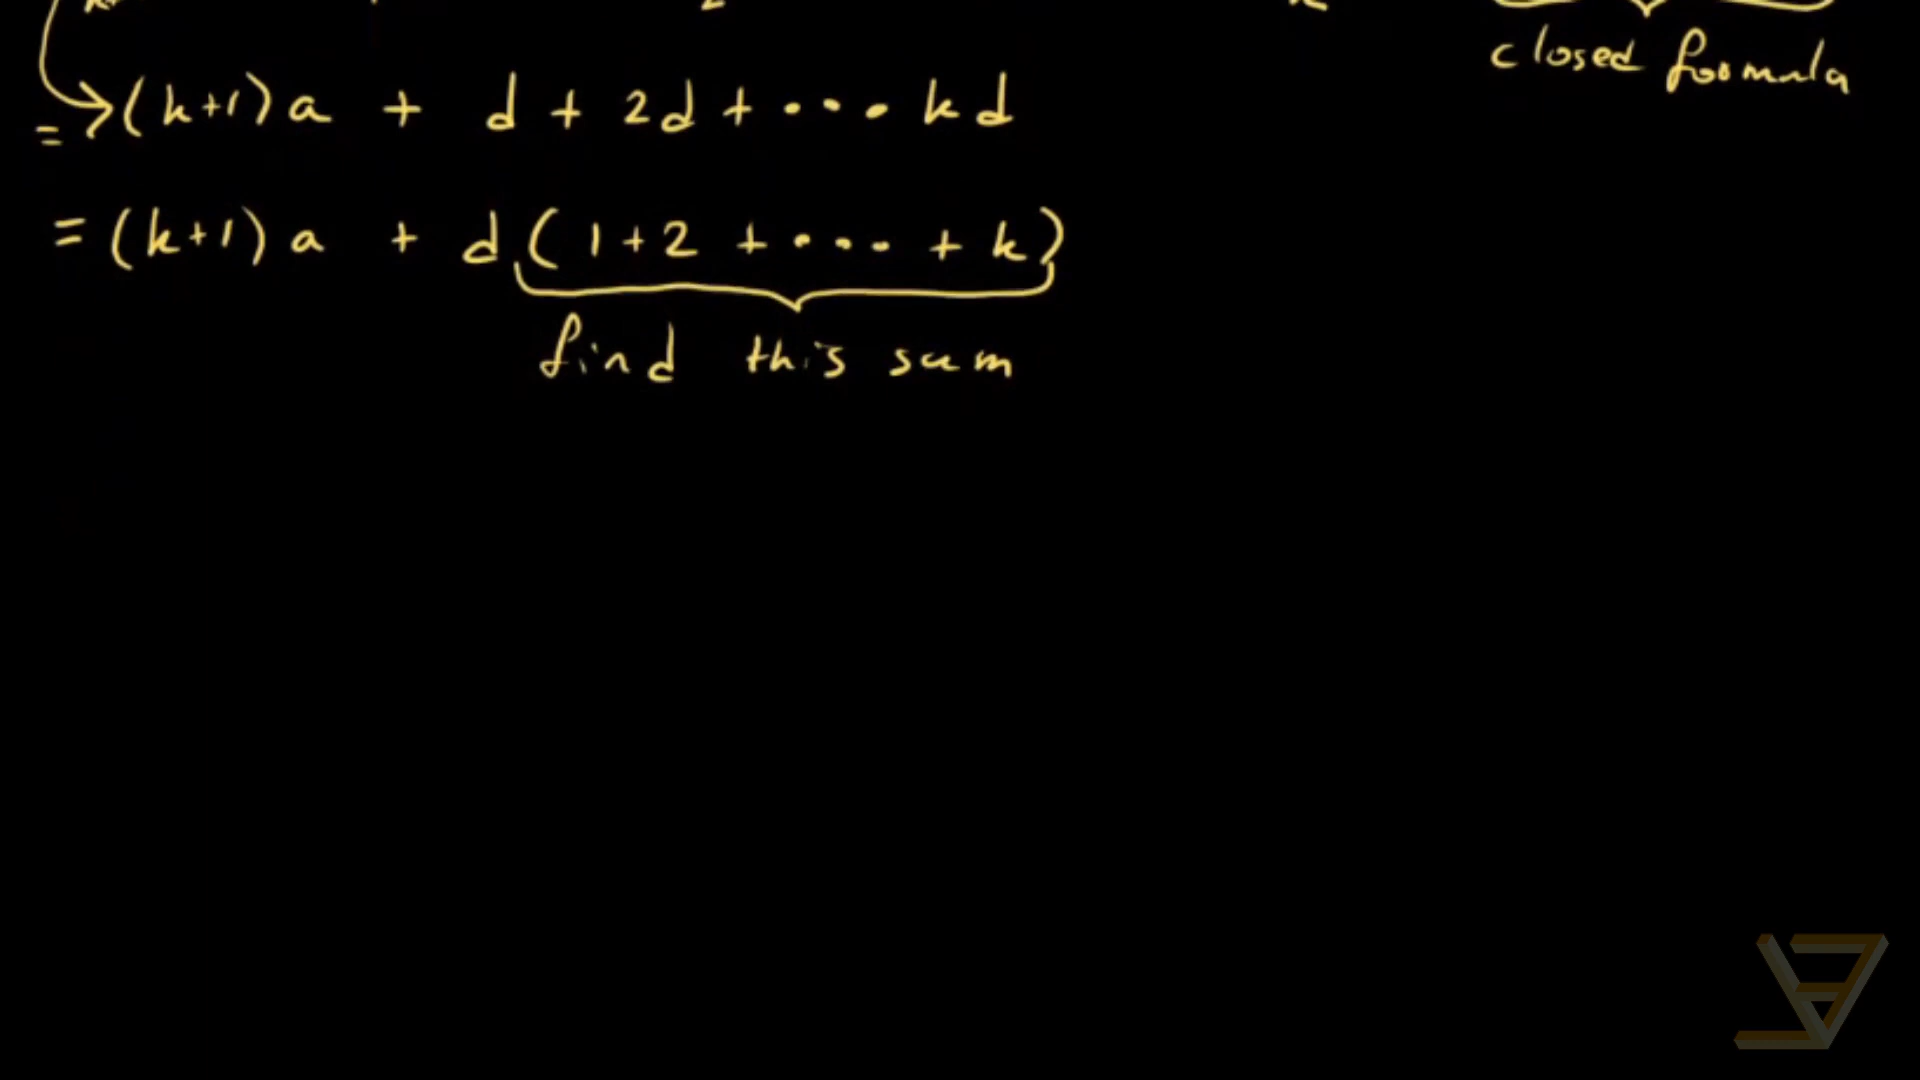 closed formula
= (k+1)a + d + 2d + ... kd
= (k+1)a + d(1+2 + ... + k)
find this sum